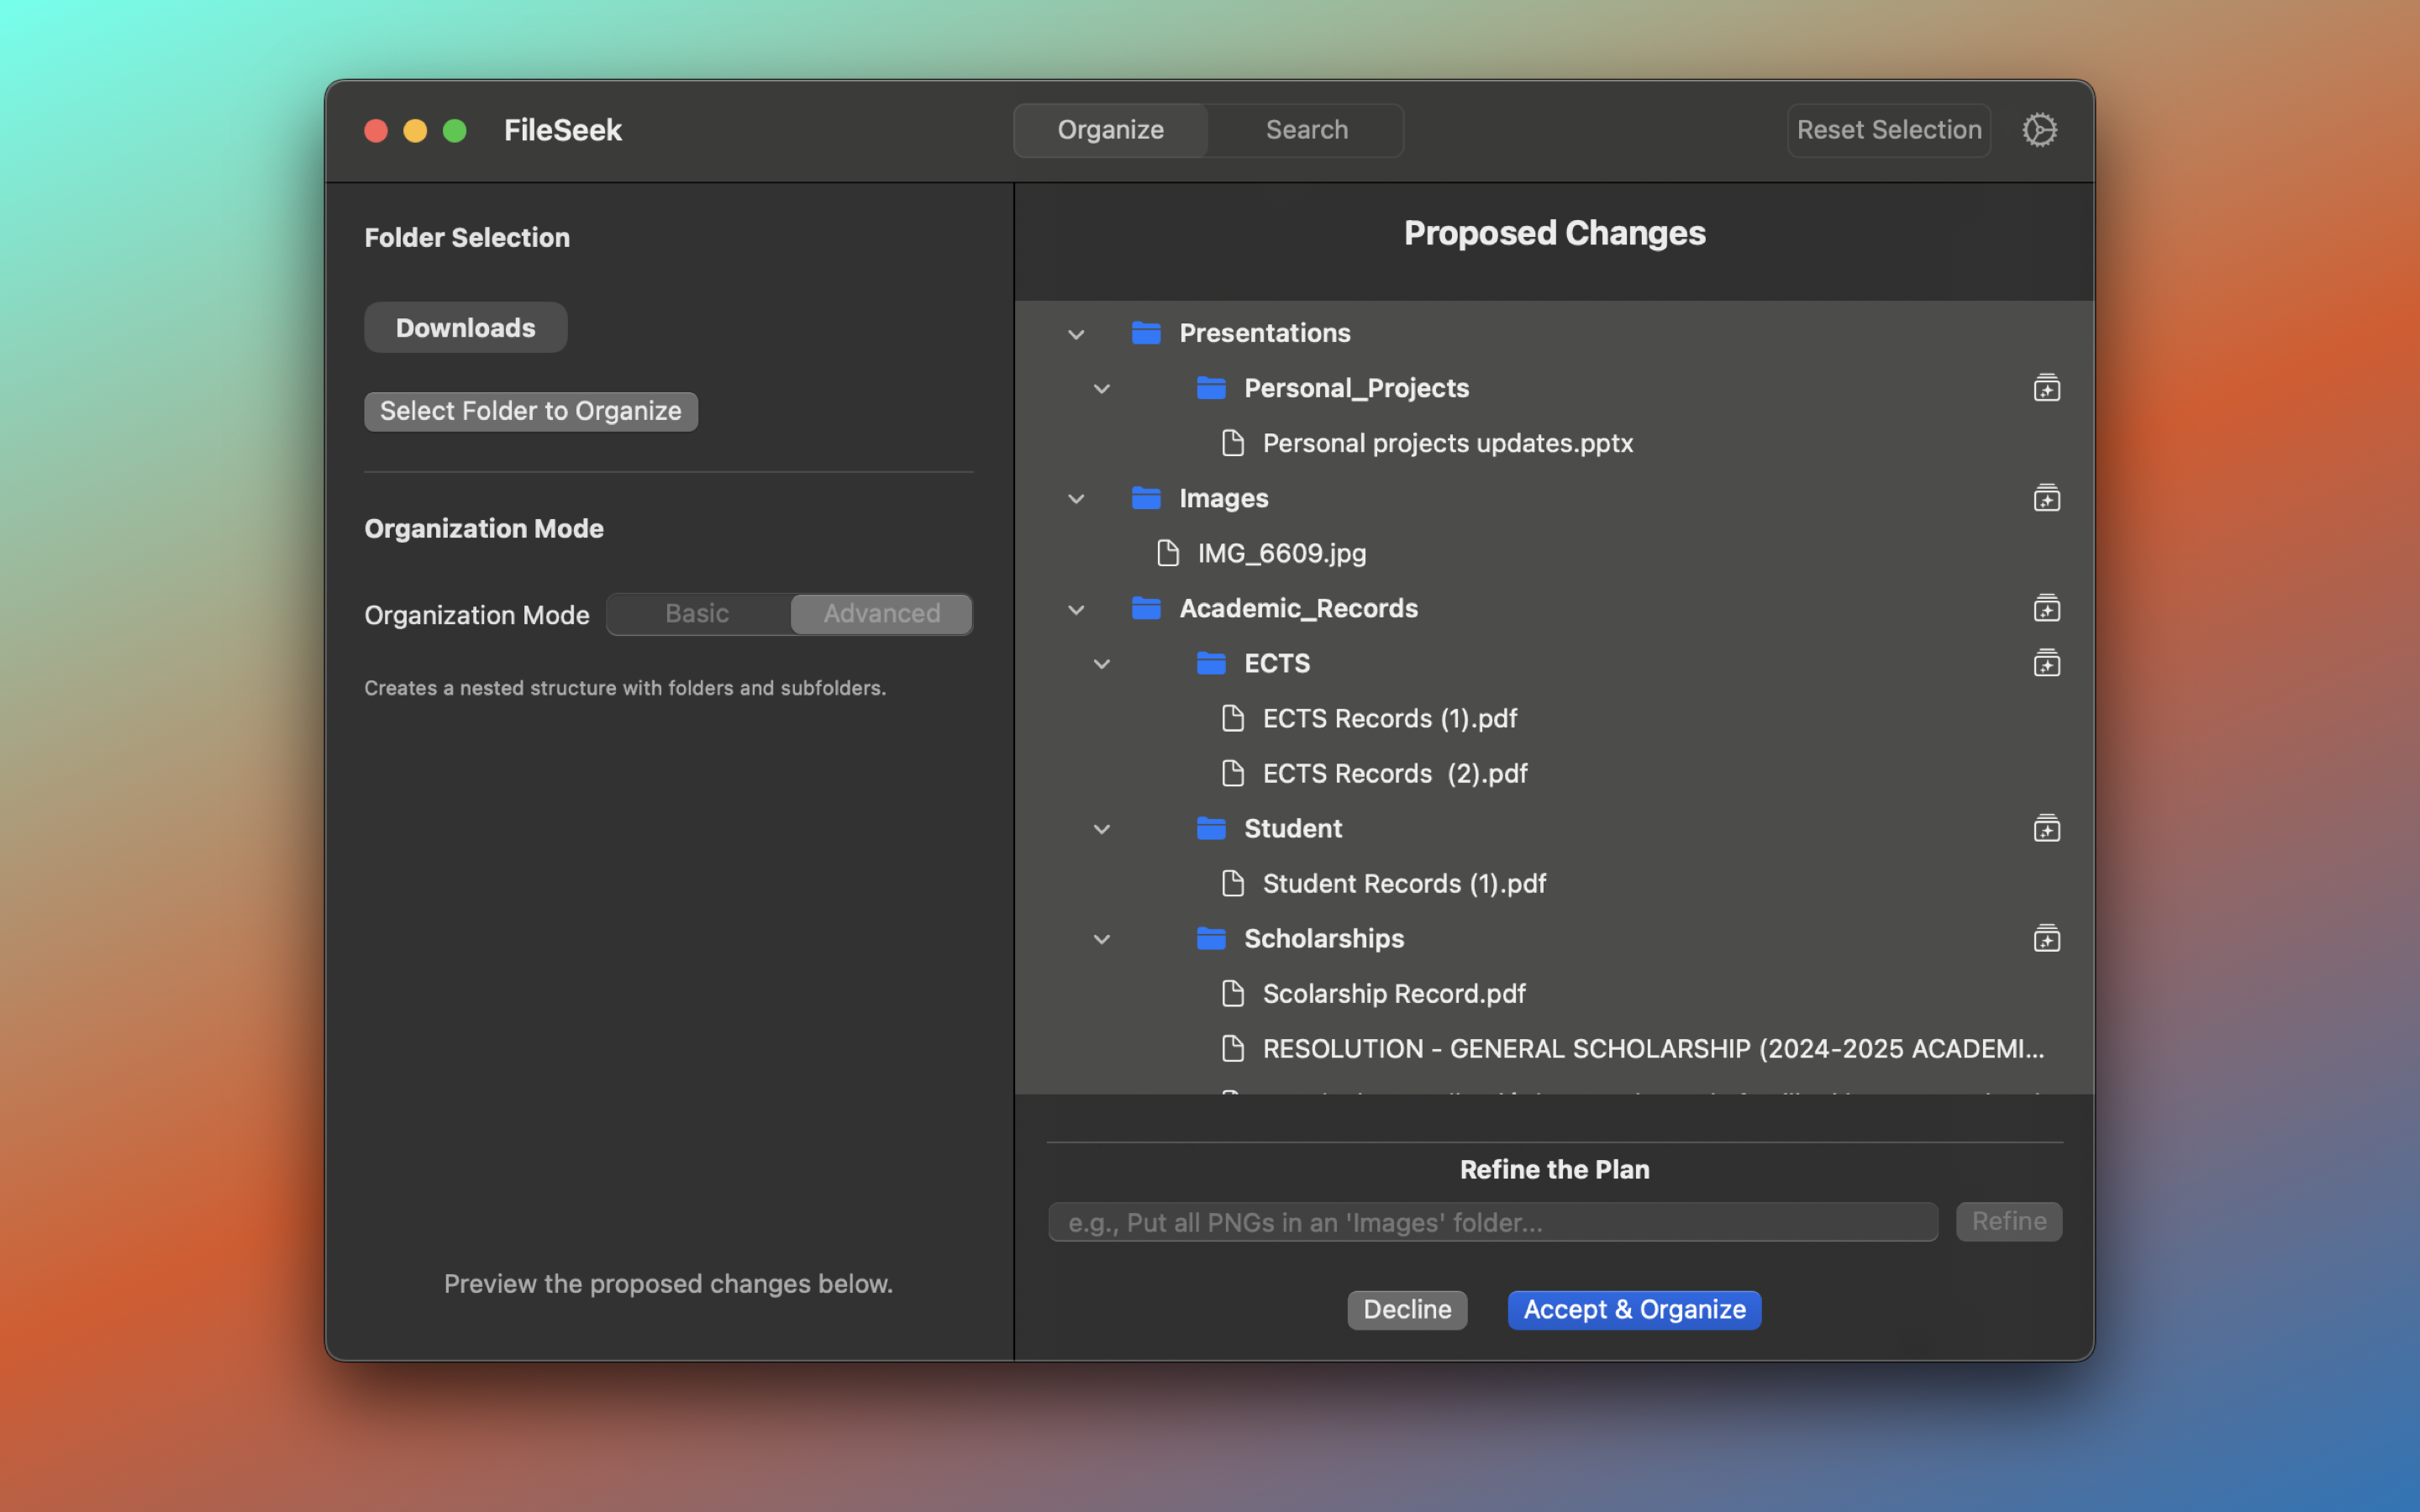 FileSeek
Organize
Search
Reset Selection
Folder Selection
Downloads
Select Folder to Organize
Organization Mode
Organization Mode
Basic
Advanced
Creates a nested structure with folders and subfolders.
Preview the proposed changes below.
Proposed Changes
Presentations
Personal_Projects
Personal projects updates.pptx
Images
IMG_6609.jpg
Academic_Records
ECTS
ECTS Records (1).pdf
ECTS Records  (2).pdf
Student
Student Records (1).pdf
Scholarships
Scolarship Record.pdf
RESOLUTION - GENERAL SCHOLARSHIP (2024-2025 ACADEMI...
Refine the Plan
e.g., Put all PNGs in an 'Images' folder...
Refine
Decline
Accept & Organize